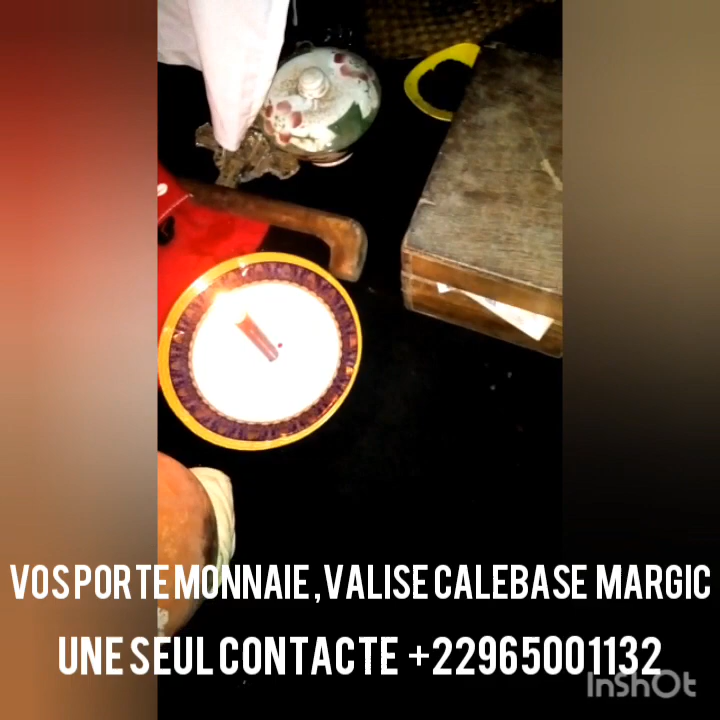 VOS PORTE MONNAIE , VALISE CALEBASE MARGIC
UNE SEUL CONTACTE +22965001132
InShOt